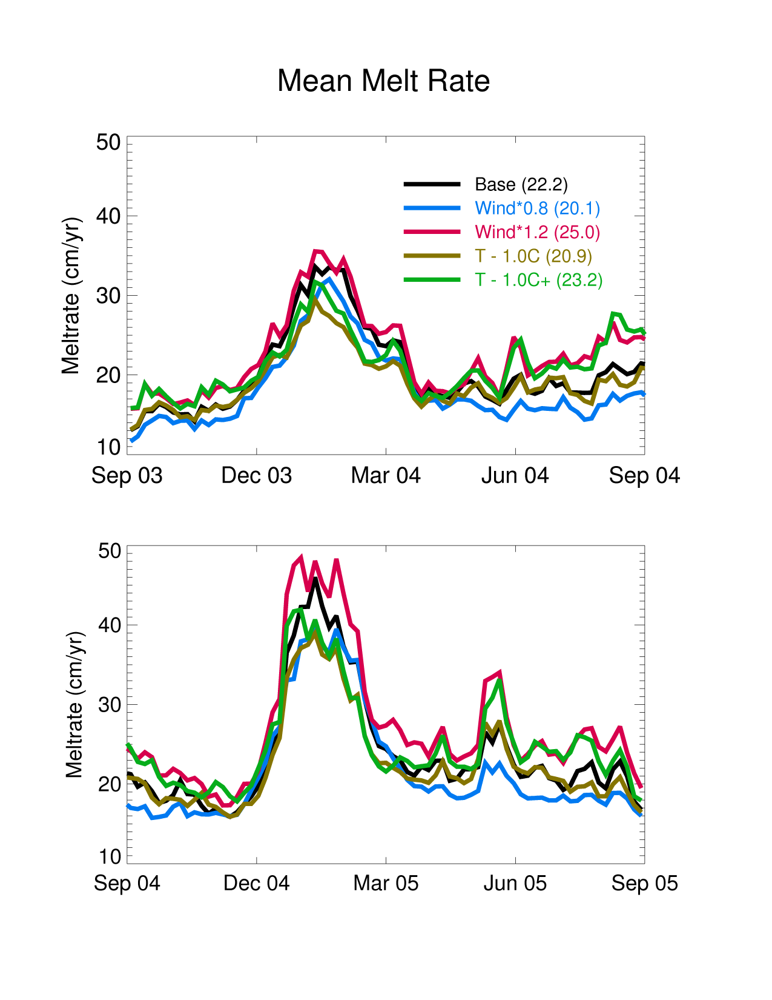 Mean Melt Rate
50
40
30
20
10
Meltrate (cm/yr)
Base (22.2)
Wind*0.8 (20.1)
Wind*1.2 (25.0)
T - 1.0C (20.9)
T - 1.0C+ (23.2)
Sep 03 Dec 03 Mar 04 Jun 04 Sep 04
50
40
30
20
10
Meltrate (cm/yr)
Sep 04 Dec 04 Mar 05 Jun 05 Sep 05